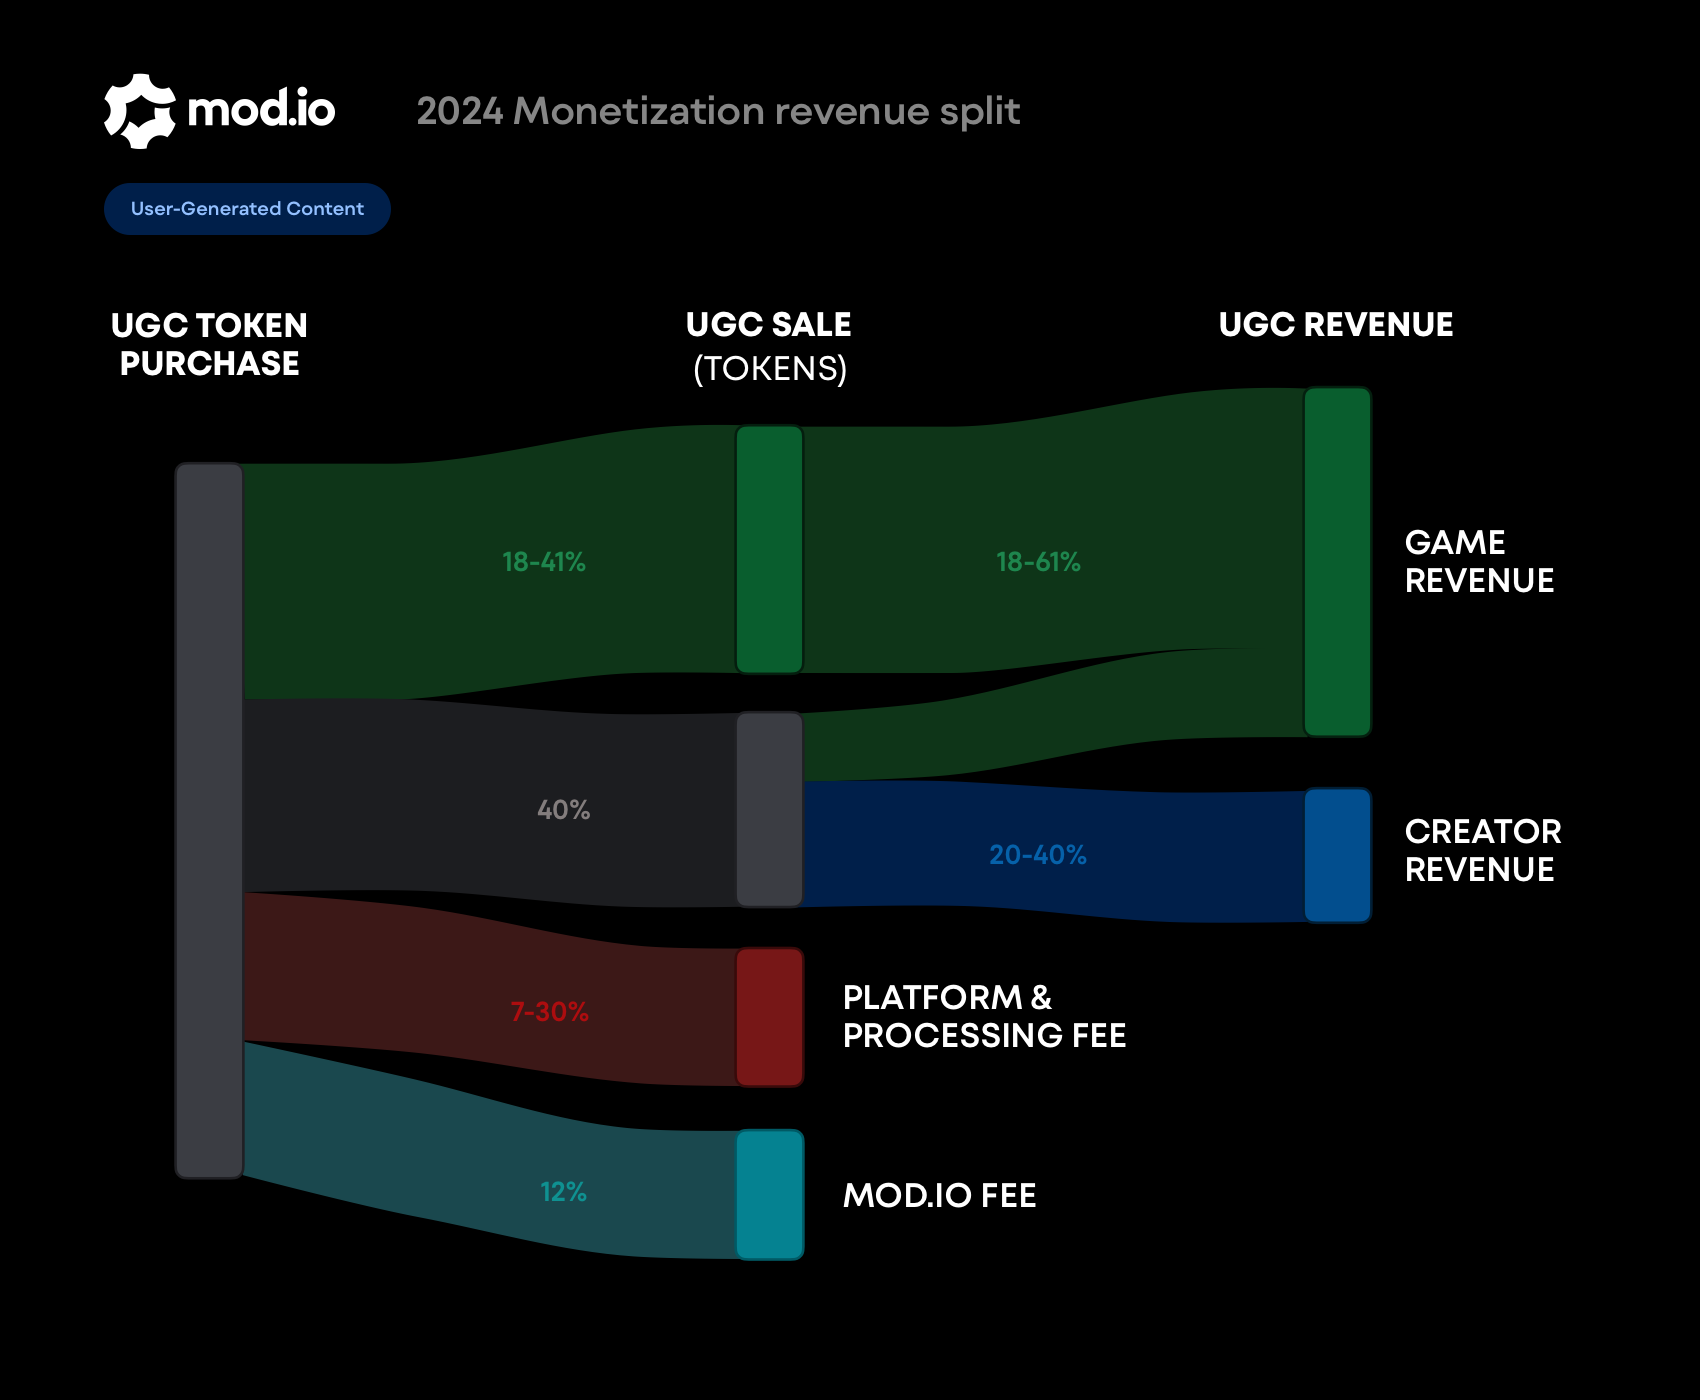 mod.io
2024 Monetization revenue split
User-Generated Content
UGC TOKEN
PURCHASE
UGC SALE
(TOKENS)
UGC REVENUE
18-41%
18-61%
GAME
REVENUE
40%
20-40%
CREATOR
REVENUE
7-30%
PLATFORM &
PROCESSING FEE
12%
MOD.IO FEE